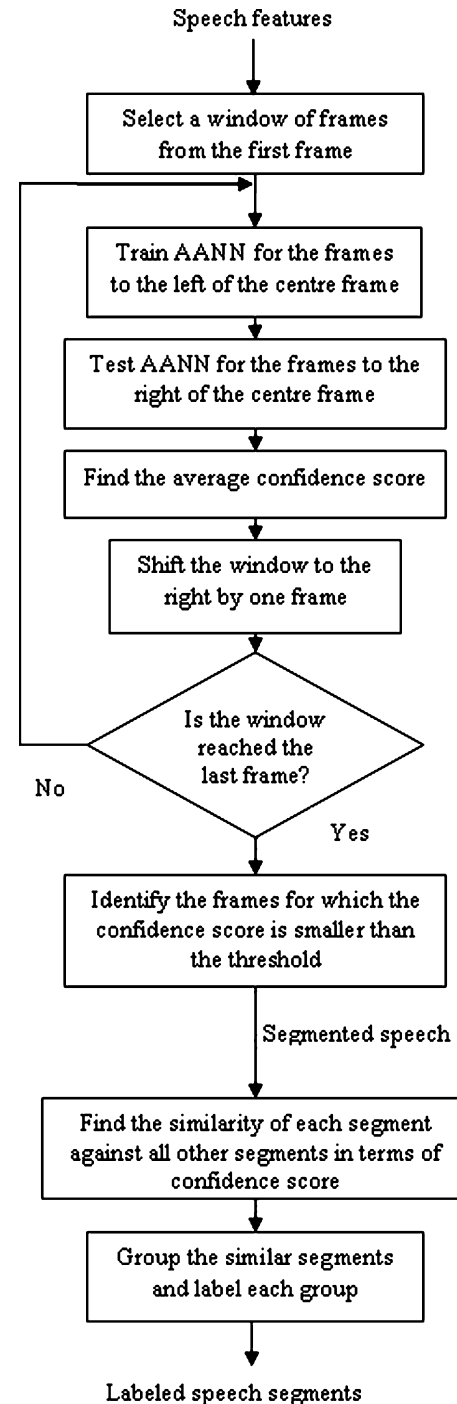 Speech features
Select a window of frames
from the first frame
Train AANN for the frames
to the left of the centre frame
Test AANN for the frames to the
right of the centre frame
Find the average confidence score
Shift the window to the
right by one frame
Is the window
reached the
last frame?
No
Yes
Identify the frames for which the
confidence score is smaller than
the threshold
Segmented speech
Find the similarity of each segment
against all other segments in terms of
confidence score
Group the similar segments
and label each group
Labeled speech segments